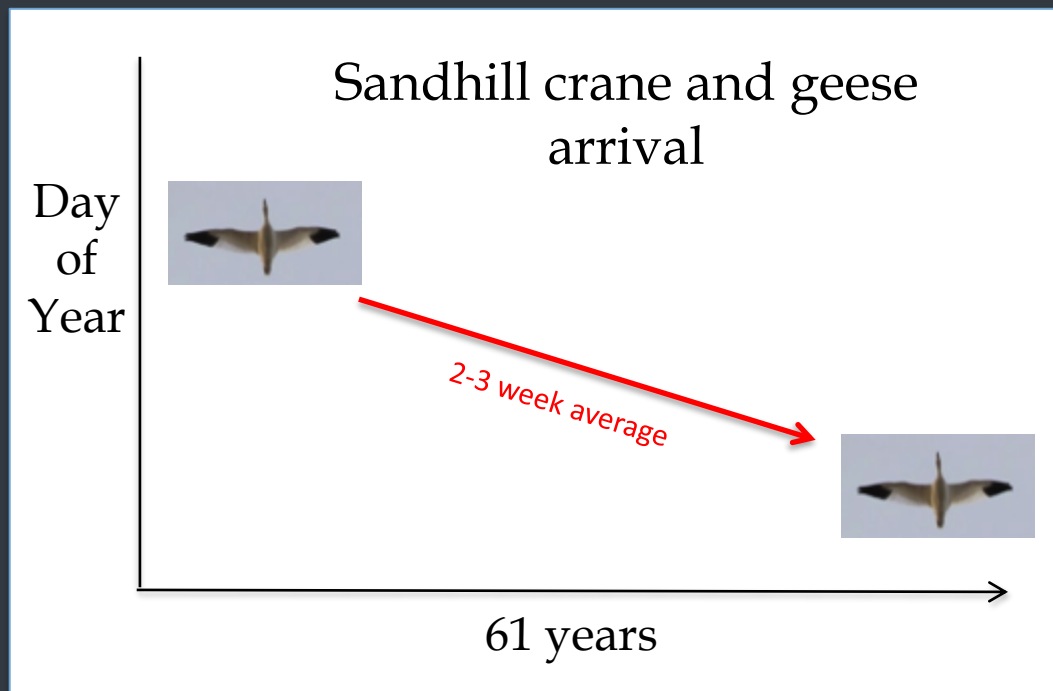 Sandhill crane and geese
arrival
Day
of
Year
2-3 week average
61 years